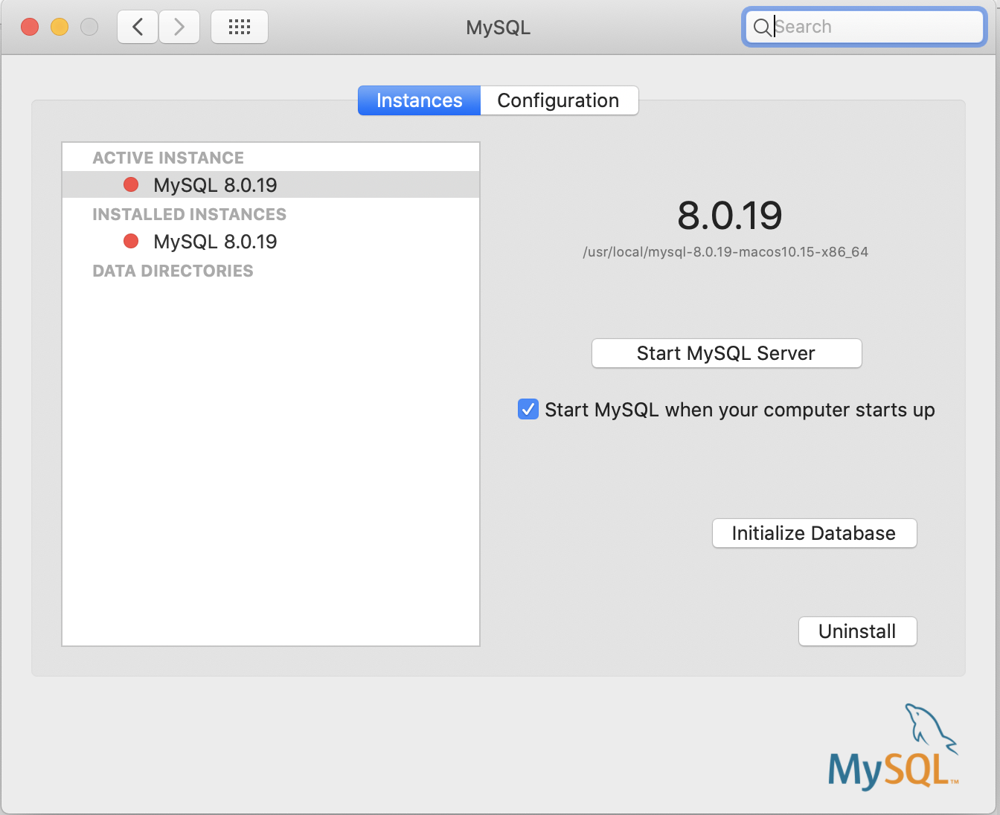 MySQL
Search
Instances
Configuration
ACTIVE INSTANCE
MySQL 8.0.19
INSTALLED INSTANCES
MySQL 8.0.19
DATA DIRECTORIES
8.0.19
/usr/local/mysql-8.0.19-macos10.15-x86_64
Start MySQL Server
Start MySQL when your computer starts up
Initialize Database
Uninstall
MySQL™